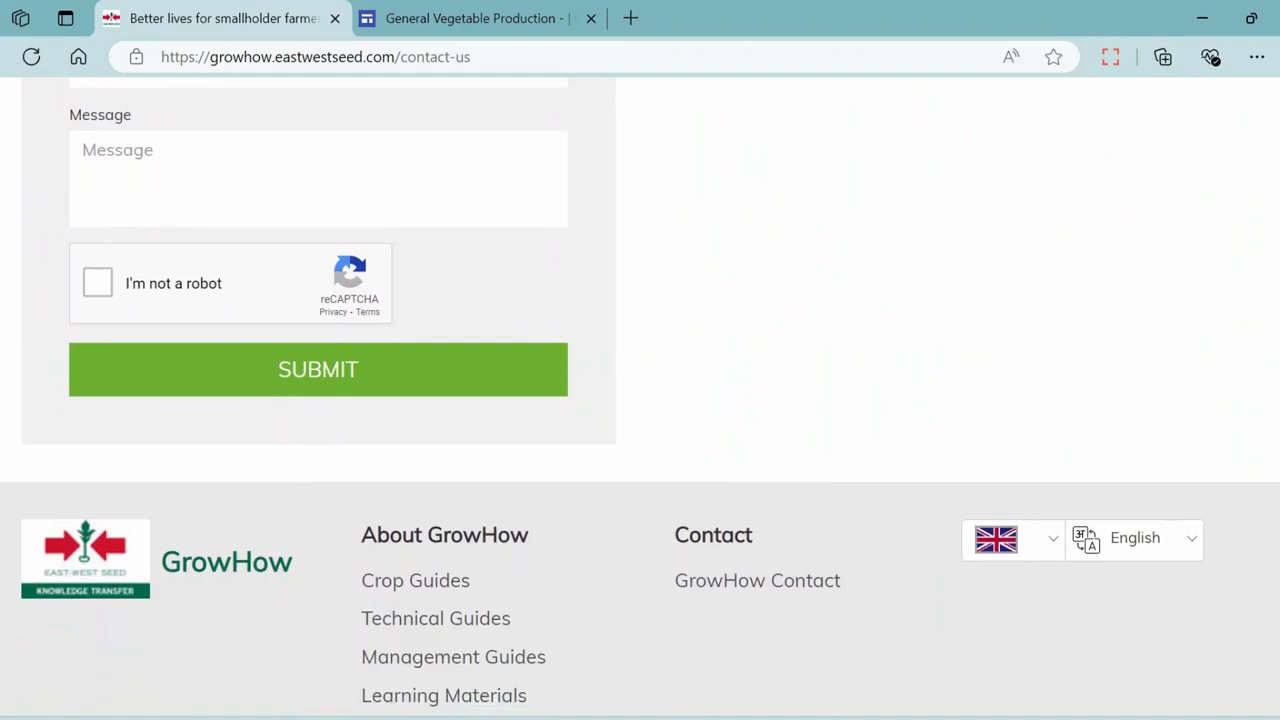 Better lives for smallholder farme
General Vegetable Production - |
https://growhow.eastwestseed.com/contact-us
Message
Message
I'm not a robot
reCAPTCHA
Privacy - Terms
SUBMIT
EAST-WEST SEED
KNOWLEDGE TRANSFER
GrowHow
About GrowHow
Crop Guides
Technical Guides
Management Guides
Learning Materials
Contact
GrowHow Contact
English